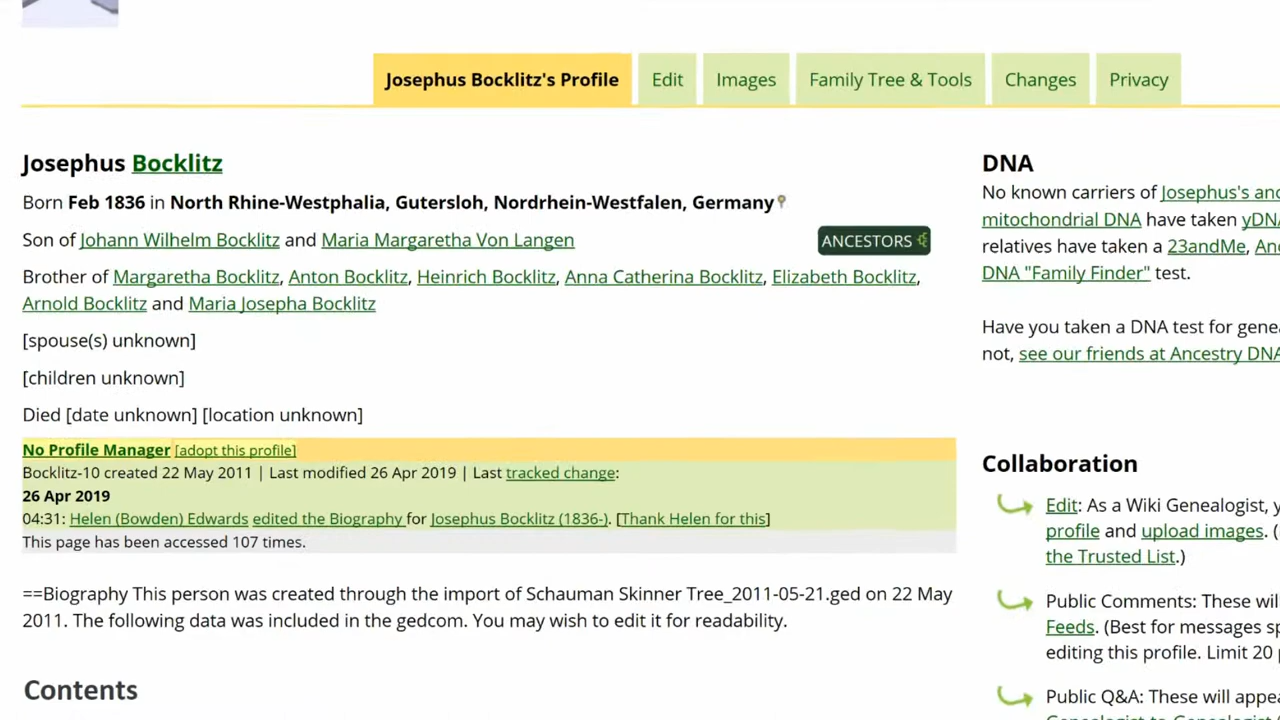 Josephus Bocklitz's Profile Edit Images Family Tree & Tools Changes Privacy
Josephus Bocklitz
Born Feb 1836 in North Rhine-Westphalia, Gutersloh, Nordrhein-Westfalen, Germany
Son of Johann Wilhelm Bocklitz and Maria Margaretha Von Langen
ANCESTORS
Brother of Margaretha Bocklitz, Anton Bocklitz, Heinrich Bocklitz, Anna Catherina Bocklitz, Elizabeth Bocklitz,
Arnold Bocklitz and Maria Josepha Bocklitz
[spouse(s) unknown]
[children unknown]
Died [date unknown] [location unknown]
No Profile Manager [adopt this profile]
Bocklitz-10 created 22 May 2011 | Last modified 26 Apr 2019 | Last tracked change:
26 Apr 2019
04:31: Helen (Bowden) Edwards edited the Biography for Josephus Bocklitz (1836-). [Thank Helen for this]
This page has been accessed 107 times.
==Biography This person was created through the import of Schauman Skinner Tree_2011-05-21.ged on 22 May
2011. The following data was included in the gedcom. You may wish to edit it for readability.
Contents
DNA
No known carriers of Josephus's
mitochondrial DNA have taken yDNA
relatives have taken a 23andMe,
DNA "Family Finder" test.
Have you taken a DNA test for
not, see our friends at Ancestry DNA
Collaboration
Edit: As a Wiki Genealogist,
profile and upload images.
the Trusted List.)
Public Comments: These will
Feeds. (Best for messages
editing this profile. Limit 20
Public Q&A: These will